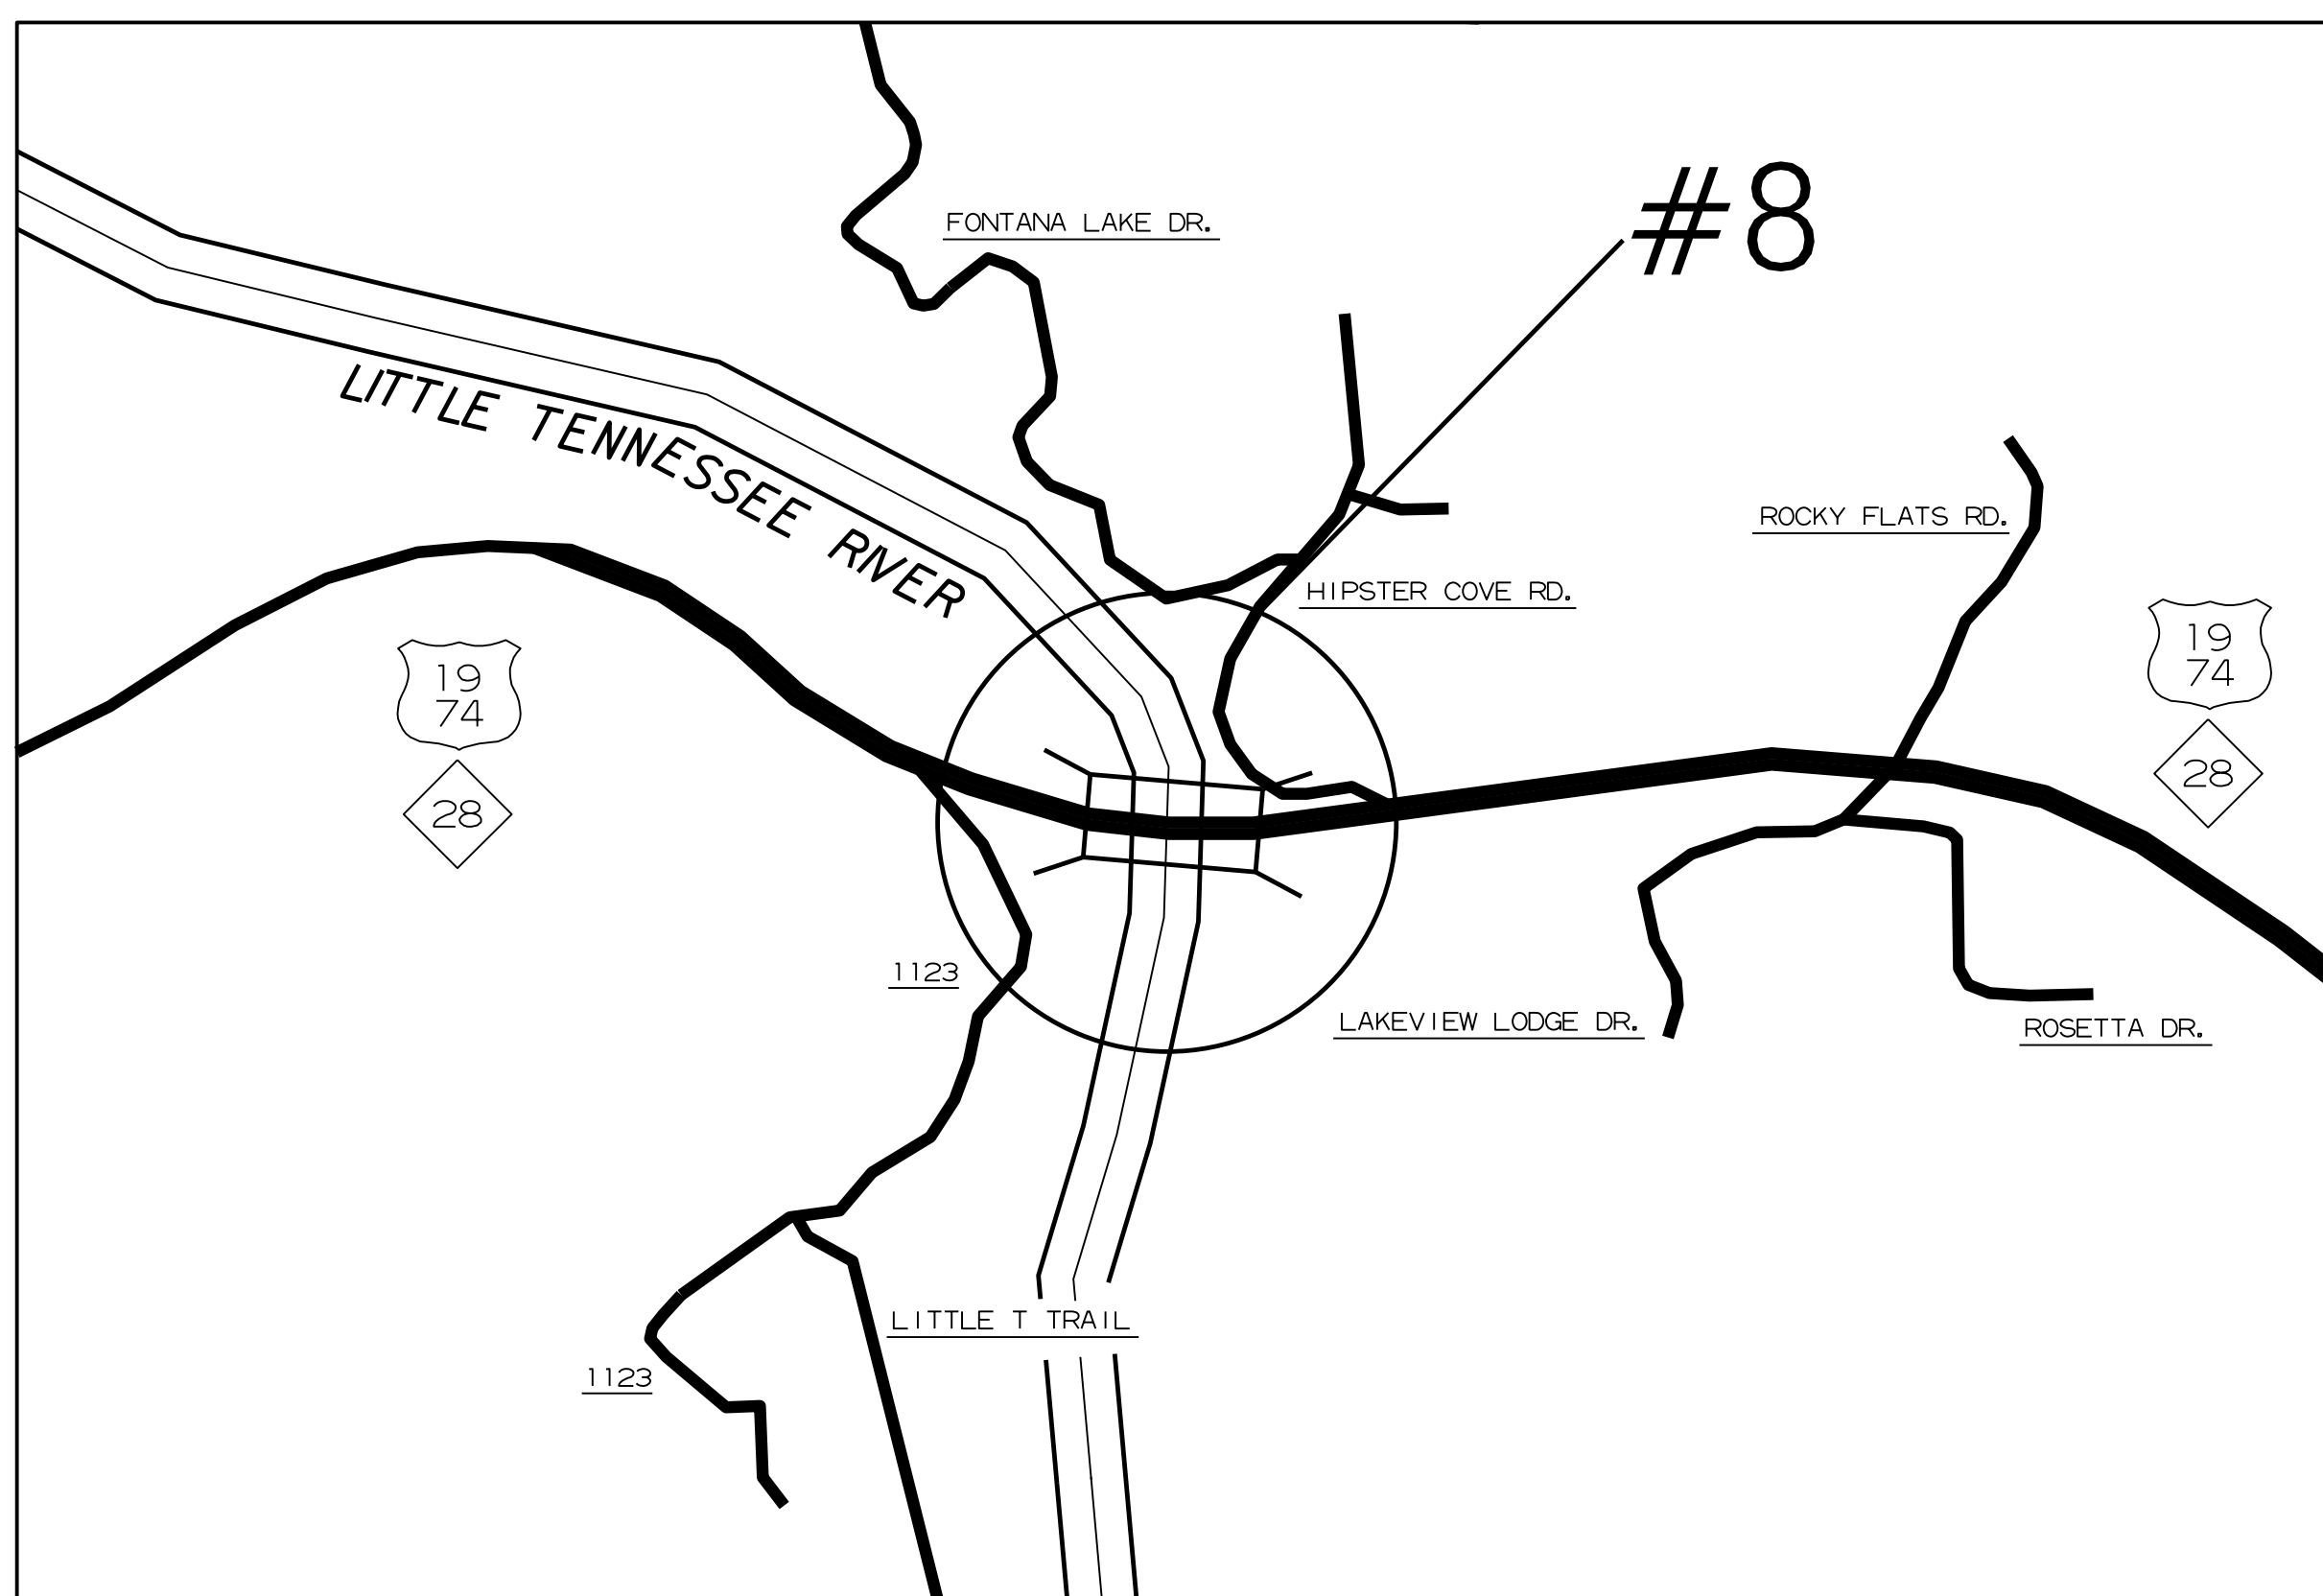 #8
FONTANA LAKE DR.
LITTLE TENNESSEE RIVER
ROCKY FLATS RD.
HIPSTER COVE RD.
19
74
28
19
74
28
1123
LAKEVIEW LODGE DR.
ROSETTA DR.
LITTLE T TRAIL
1123